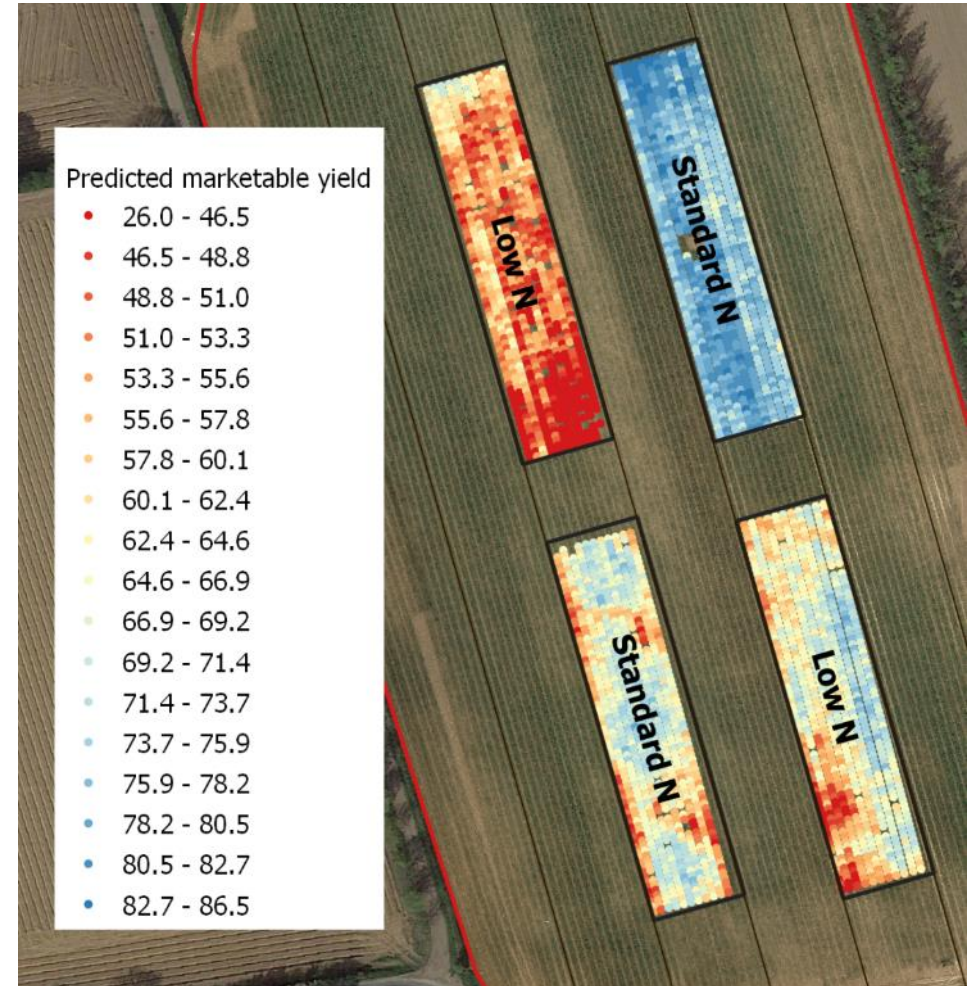 Predicted marketable yield
26.0 - 46.5
46.5 - 48.8
48.8 - 51.0
51.0 - 53.3
53.3 - 55.6
55.6 - 57.8
57.8 - 60.1
60.1 - 62.4
62.4 - 64.6
64.6 - 66.9
66.9 - 69.2
69.2 - 71.4
71.4 - 73.7
73.7 - 75.9
75.9 - 78.2
78.2 - 80.5
80.5 - 82.7
82.7 - 86.5
Low N
Standard N
Standard N
Low N